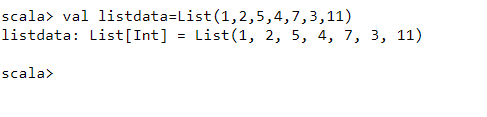 scala> val listdata=List(1,2,5,4,7,3,11)
listdata: List[Int] = List(1, 2, 5, 4, 7, 3, 11)
scala>